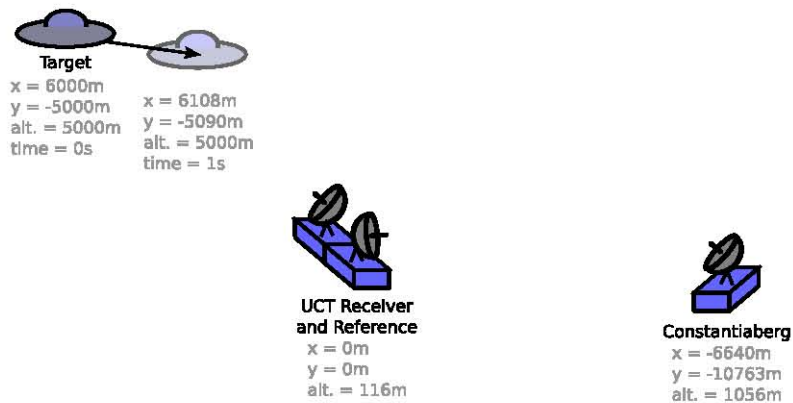 Target
x = 6000m
y = -5000m
alt. = 5000m
time = 0s
x = 6108m
y = -5090m
alt. = 5000m
time = 1s
UCT Receiver
and Reference
x = 0m
y = 0m
alt. = 116m
Constantiaberg
x = -6640m
y = -10763m
alt. = 1056m